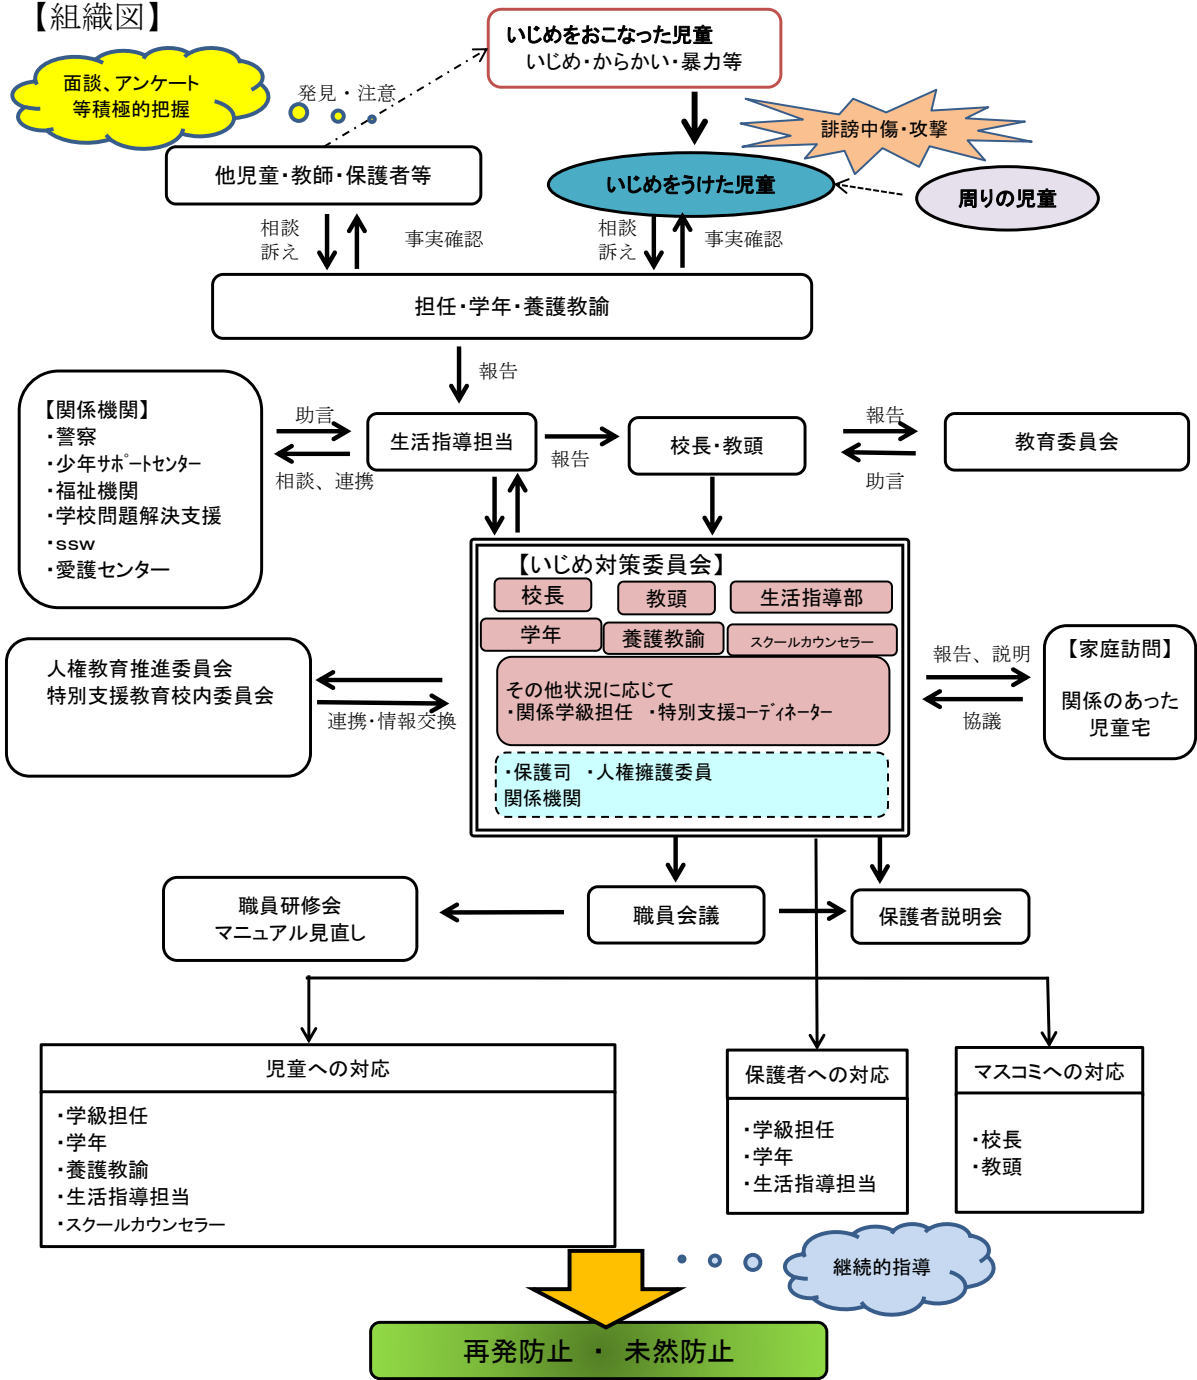 【組織図】
いじめをおこなった児童
いじめ・からかい・暴力等
面談、アンケート
等積極的把握
発見・注意
誹謗中傷・攻撃
他児童・教師・保護者等
いじめをうけた児童
周りの児童
相談
訴え
事実確認
相談
訴え
事実確認
担任・学年・養護教諭
報告
【関係機関】
・警察
・少年ｻﾎﾟｰﾄｾﾝﾀｰ
・福祉機関
・学校問題解決支援
・ssw
・愛護センター
助言
相談、連携
生活指導担当
報告
校長・教頭
報告
助言
教育委員会
【いじめ対策委員会】
校長
教頭
生活指導部
学年
養護教諭
スクールカウンセラー
その他状況に応じて
・関係学級担任　・特別支援ｺｰﾃﾞｨﾈｰﾀｰ
・保護司　・人権擁護委員
関係機関
人権教育推進委員会
特別支援教育校内委員会
連携・情報交換
報告、説明
協議
【家庭訪問】
関係のあった
児童宅
職員研修会
マニュアル見直し
職員会議
保護者説明会
児童への対応
・学級担任
・学年
・養護教諭
・生活指導担当
・スクールカウンセラー
保護者への対応
・学級担任
・学年
・生活指導担当
マスコミへの対応
・校長
・教頭
継続的指導
再発防止　・　未然防止